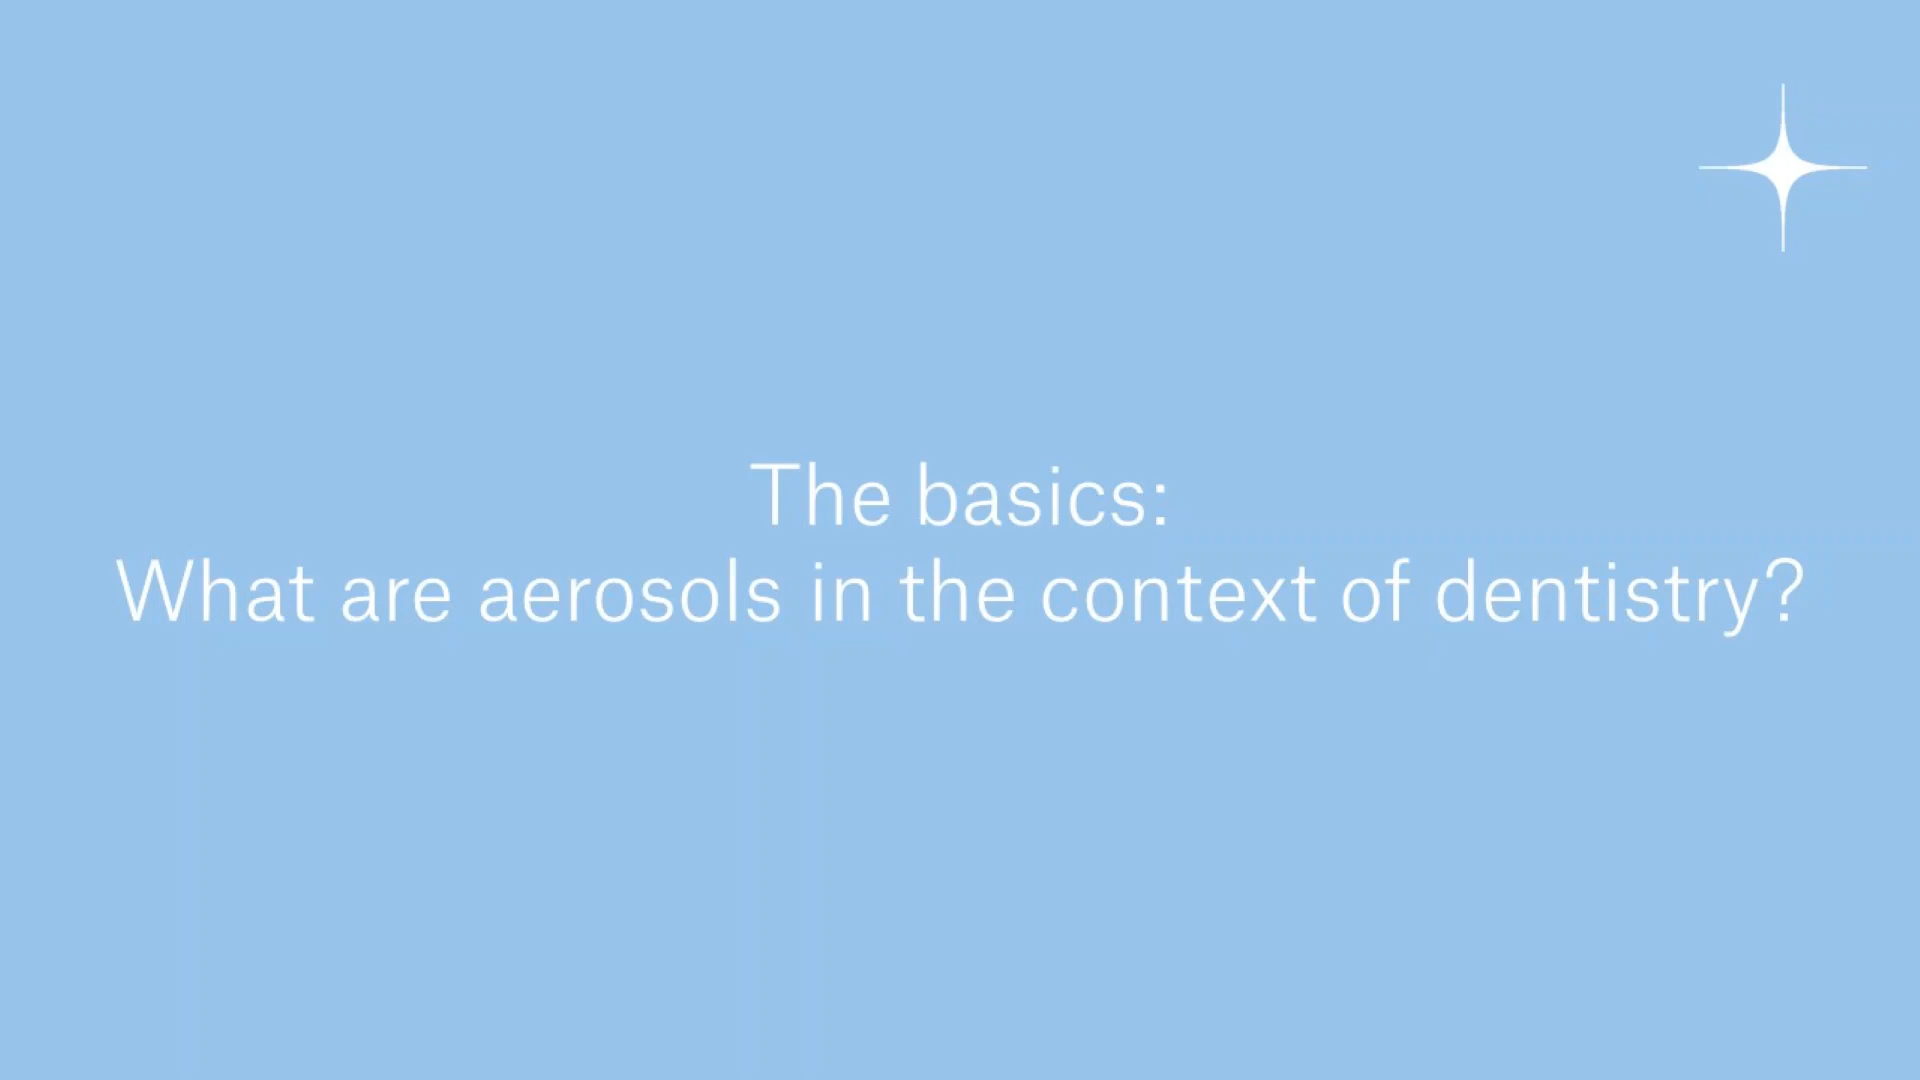 The basics:
What are aerosols in the context of dentistry?